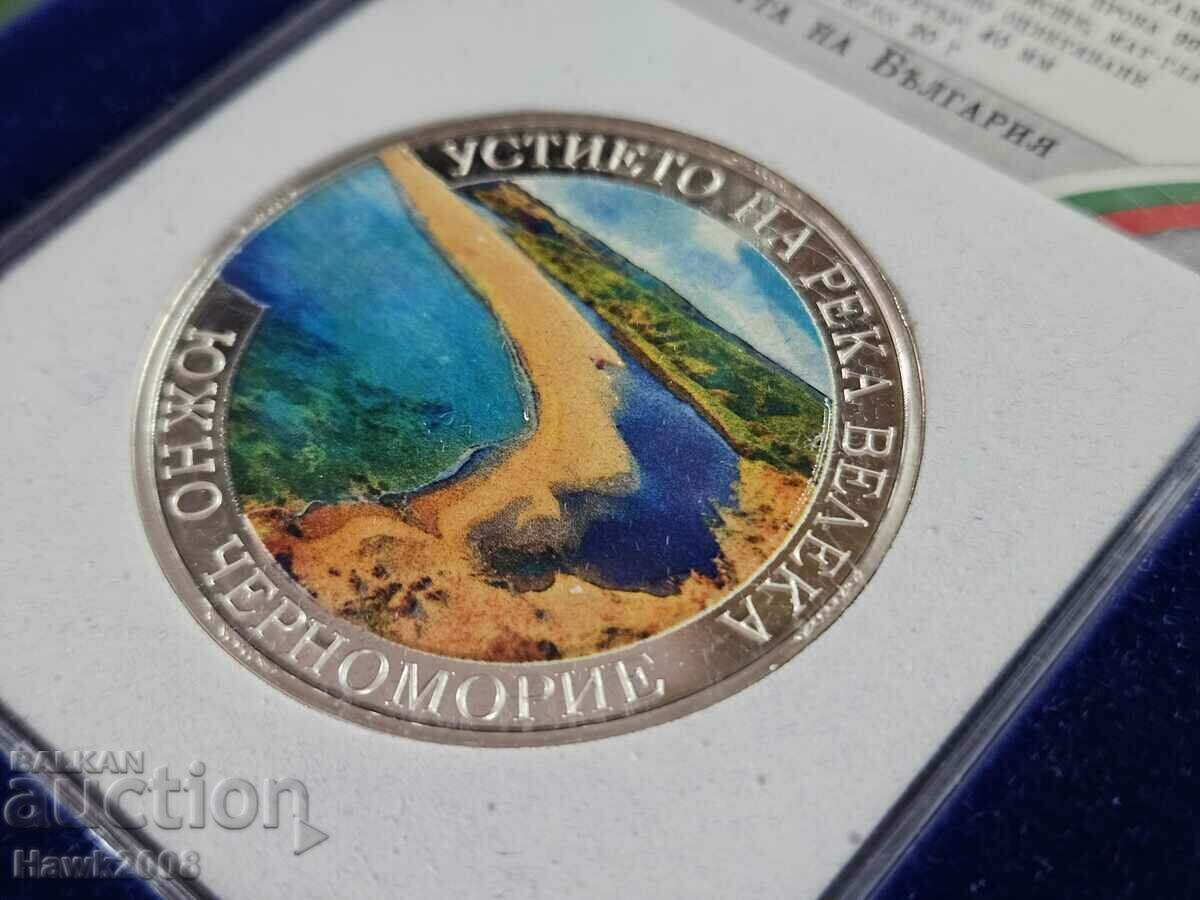 УСТИЕТО НА РЕКА ВЕЛЕКА
ЮЖНО ЧЕРНОМОРИЕ
НА БЪЛГАРИЯ
BALKAN
auction
Hawk2008